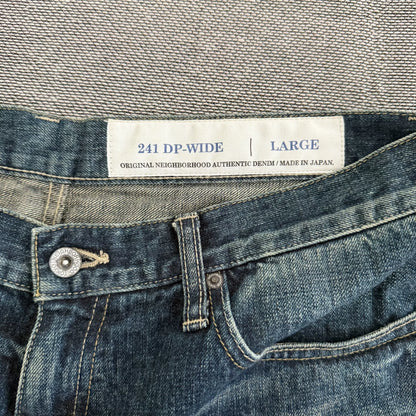 241 DP-WIDE | LARGE
ORIGINAL NEIGHBORHOOD AUTHENTIC DENIM / MADE IN JAPAN.